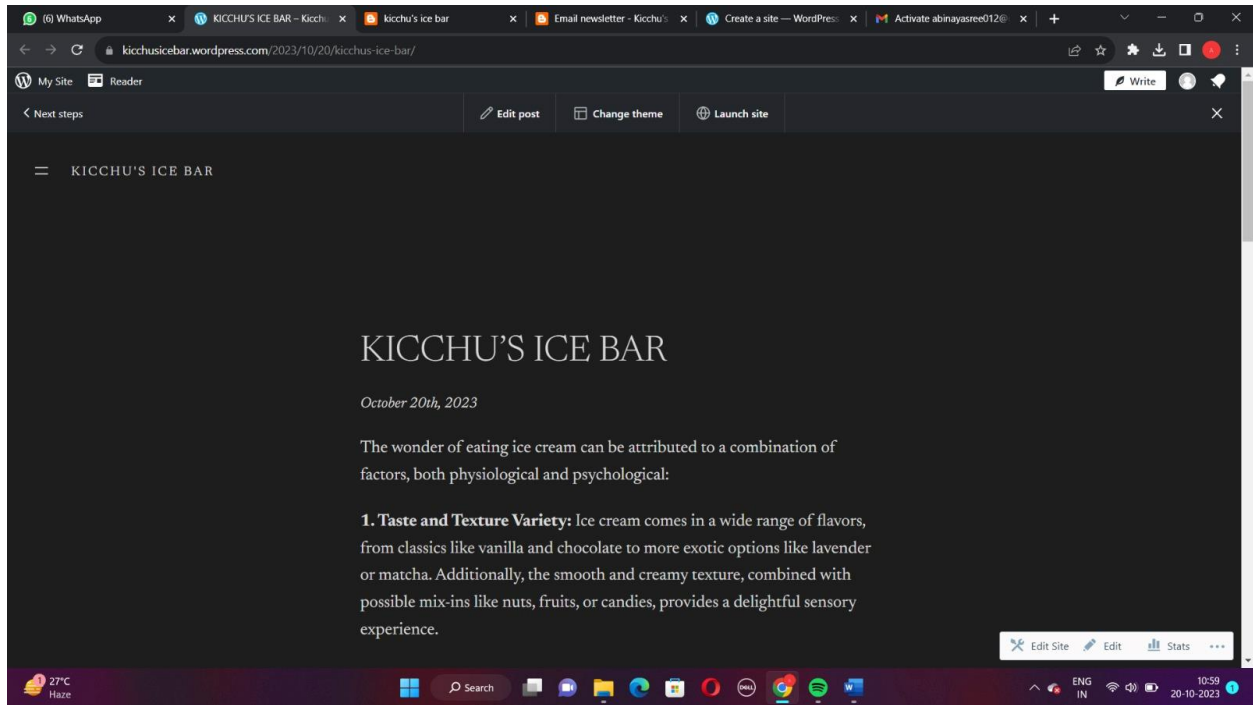 (6) WhatsApp
KICCHU'S ICE BAR – Kicchu
kicchu's ice bar
Email newsletter - Kicchu's
Create a site — WordPress
Activate abinayasree012@
kicchusicebar.wordpress.com/2023/10/20/kicchus-ice-bar/
My Site Reader Write
Next steps Edit post Change theme Launch site
KICCHU'S ICE BAR
KICCHU'S ICE BAR
October 20th, 2023
The wonder of eating ice cream can be attributed to a combination of
factors, both physiological and psychological:
1. Taste and Texture Variety: Ice cream comes in a wide range of flavors,
from classics like vanilla and chocolate to more exotic options like lavender
or matcha. Additionally, the smooth and creamy texture, combined with
possible mix-ins like nuts, fruits, or candies, provides a delightful sensory
experience.
Edit Site Edit Stats
1
27°C
Haze
Search
DELL
ENG
IN
10:59
20-10-2023
1